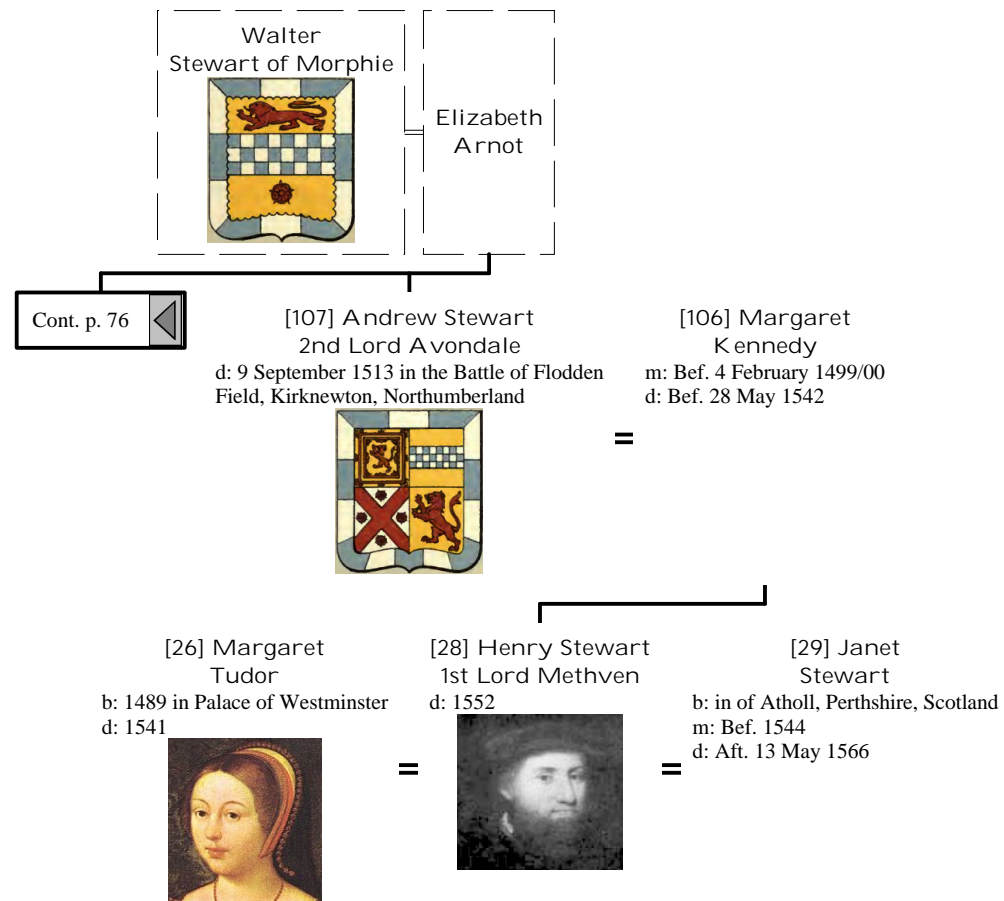 Walter
Stewart of Morphie
Elizabeth
Arnot
Cont. p. 76
[107] Andrew Stewart
2nd Lord Avondale
d: 9 September 1513 in the Battle of Flodden
Field, Kirknewton, Northumberland
[106] Margaret
Kennedy
m: Bef. 4 February 1499/00
d: Bef. 28 May 1542
=
[26] Margaret
Tudor
b: 1489 in Palace of Westminster
d: 1541
=
[28] Henry Stewart
1st Lord Methven
d: 1552
=
[29] Janet
Stewart
b: in of Atholl, Perthshire, Scotland
m: Bef. 1544
d: Aft. 13 May 1566